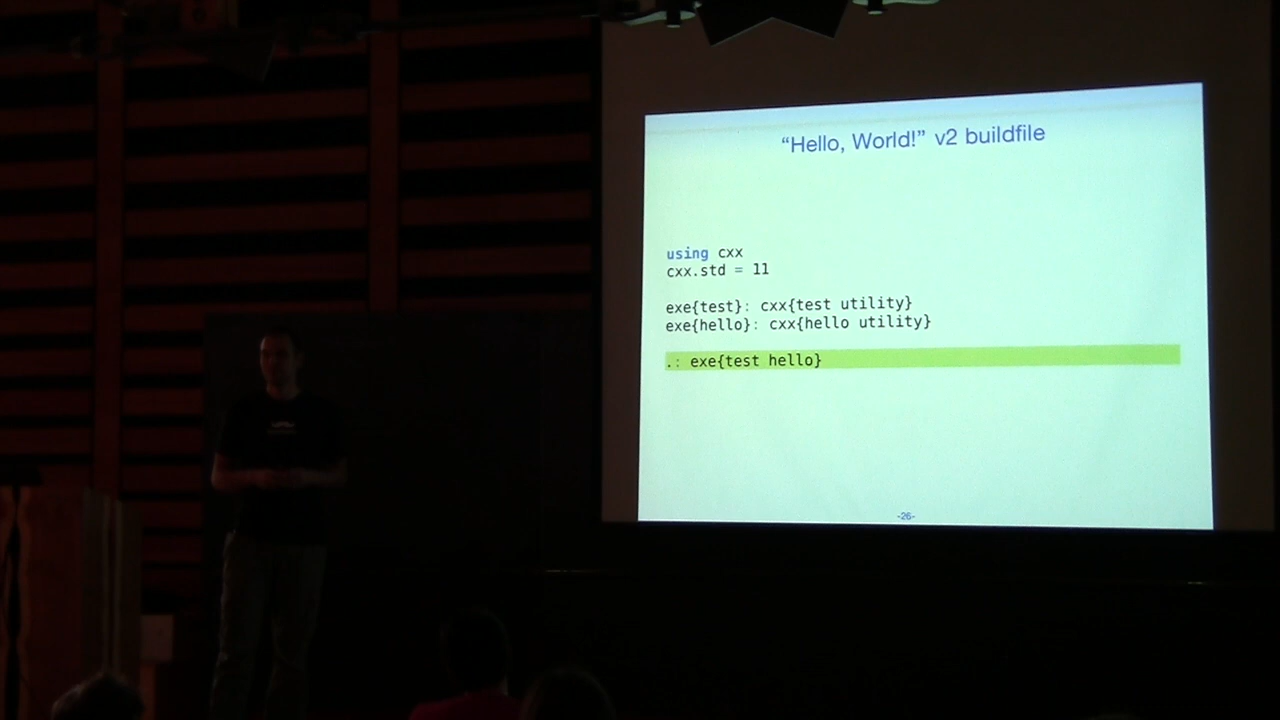 “Hello, World!” v2 buildfile
using cxx
cxx.std = 11
exe{test}: cxx{test utility}
exe{hello}: cxx{hello utility}
.: exe{test hello}
-26-